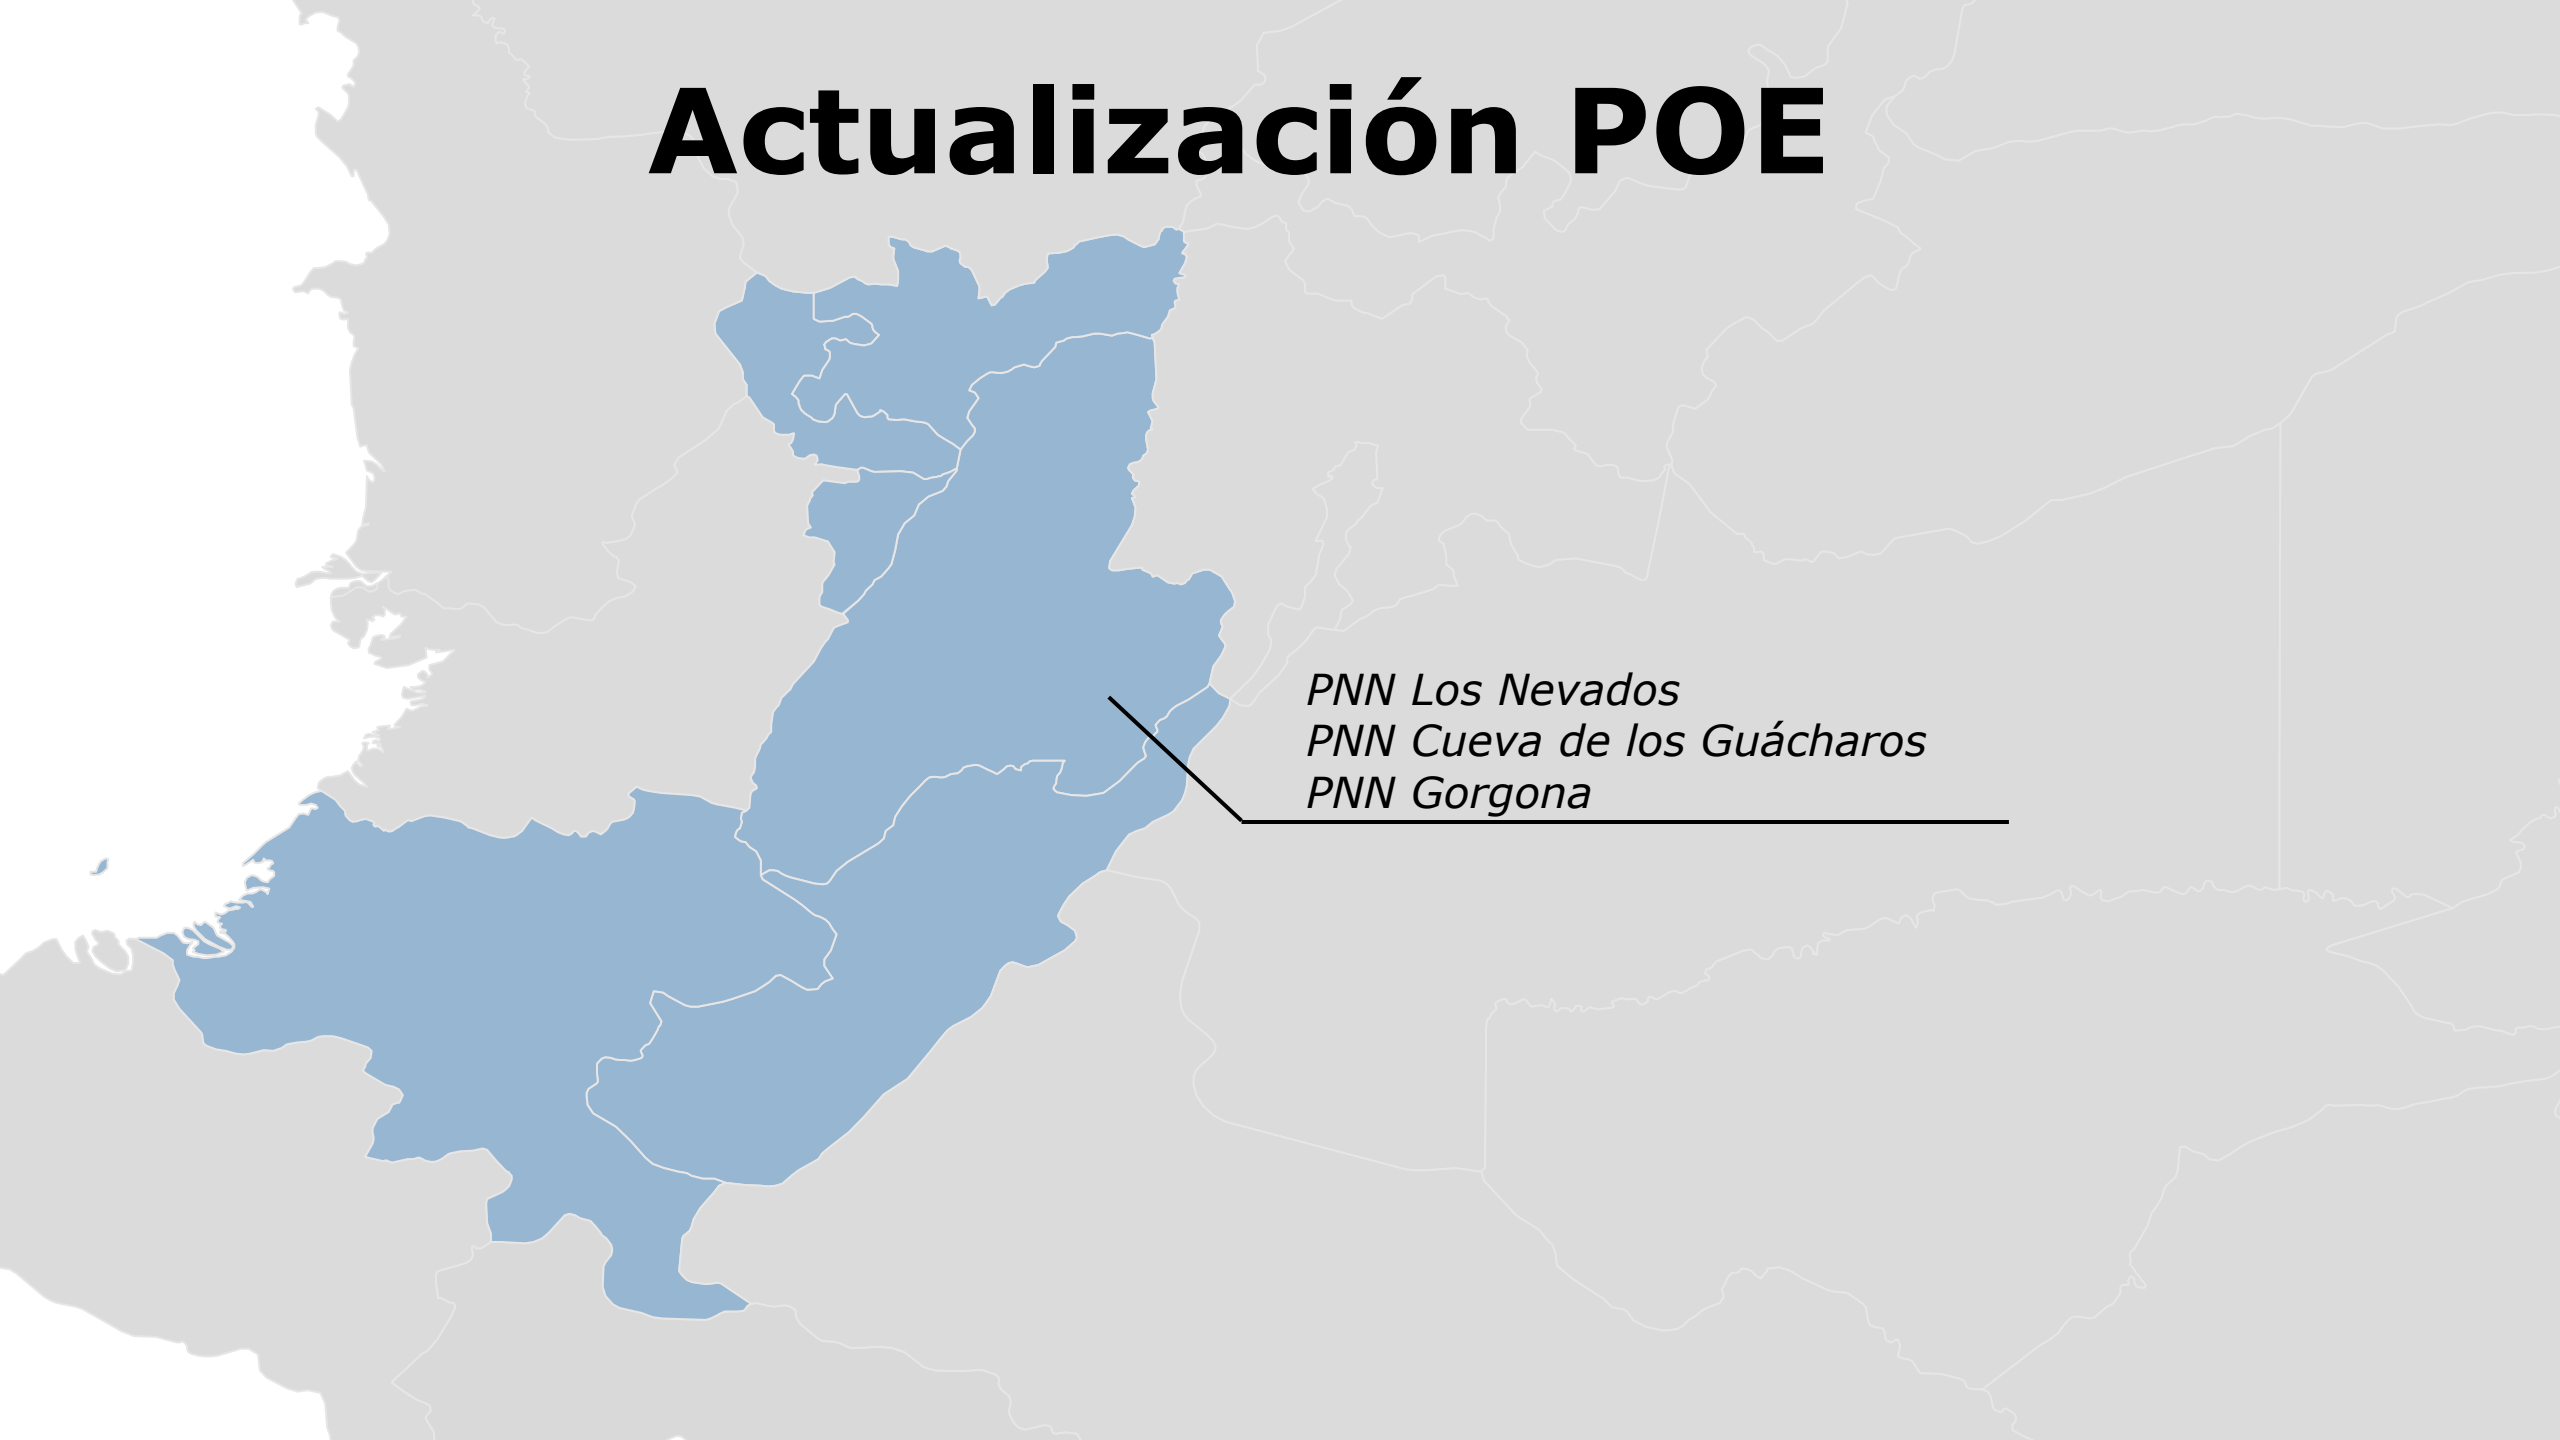 Actualización POE
PNN Los Nevados
PNN Cueva de los Guácharos
PNN Gorgona